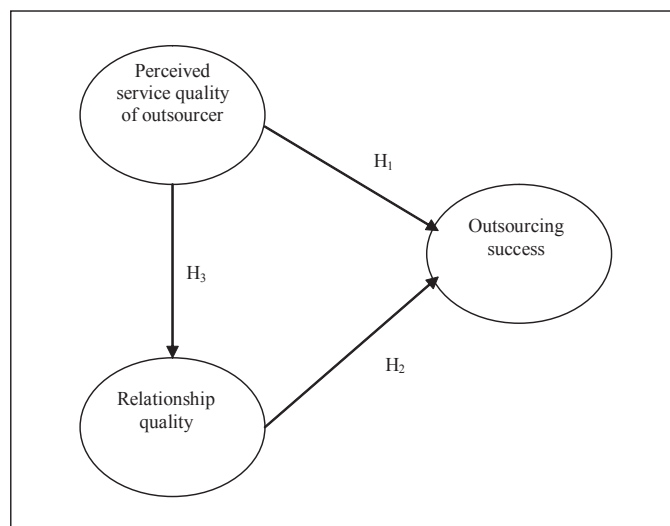 Perceived
service quality
of outsourcer
H₁
Outsourcing
success
H₃
H₂
Relationship
quality